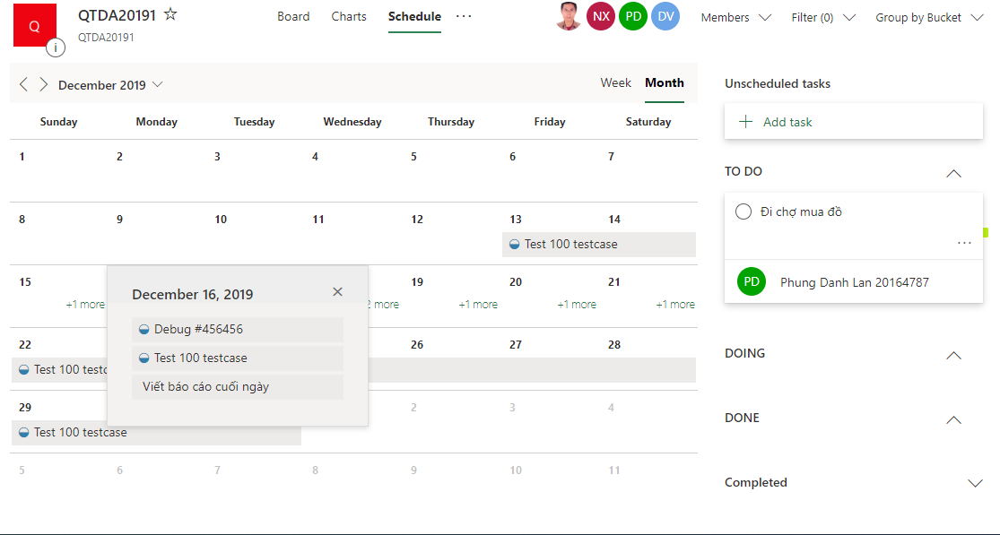 Q
QTDA20191
QTDA20191
i
Board Charts Schedule ...
NX PD DV
Members Filter (0) Group by Bucket
December 2019
Week Month
Sunday Monday Tuesday Wednesday Thursday Friday Saturday
1 2 3 4 5 6 7
8 9 10 11 12 13 14
Test 100 testcase
15 19 20 21
+1 more 2 more +1 more +1 more +1 more
December 16, 2019
Debug #456456
Test 100 testcase
Viết báo cáo cuối ngày
22 26 27 28
Test 100 testc
29 2 3 4
Test 100 testcase
5 6 7 8 9 10 11
Unscheduled tasks
Add task
TO DO
Đi chợ mua đồ
...
PD Phung Danh Lan 20164787
DOING
DONE
Completed